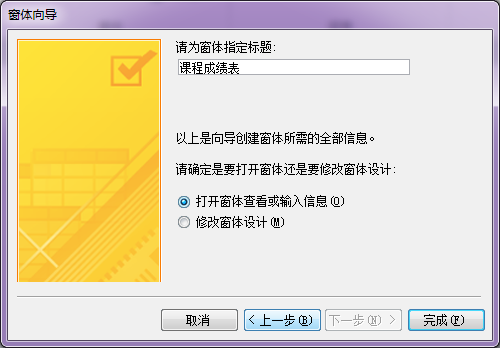 窗体向导
请为窗体指定标题:
课程成绩表
以上是向导创建窗体所需的全部信息。
请确定是要打开窗体还是要修改窗体设计:
打开窗体查看或输入信息(O)
修改窗体设计(M)
取消 < 上一步(B) 下一步(N) > 完成(F)